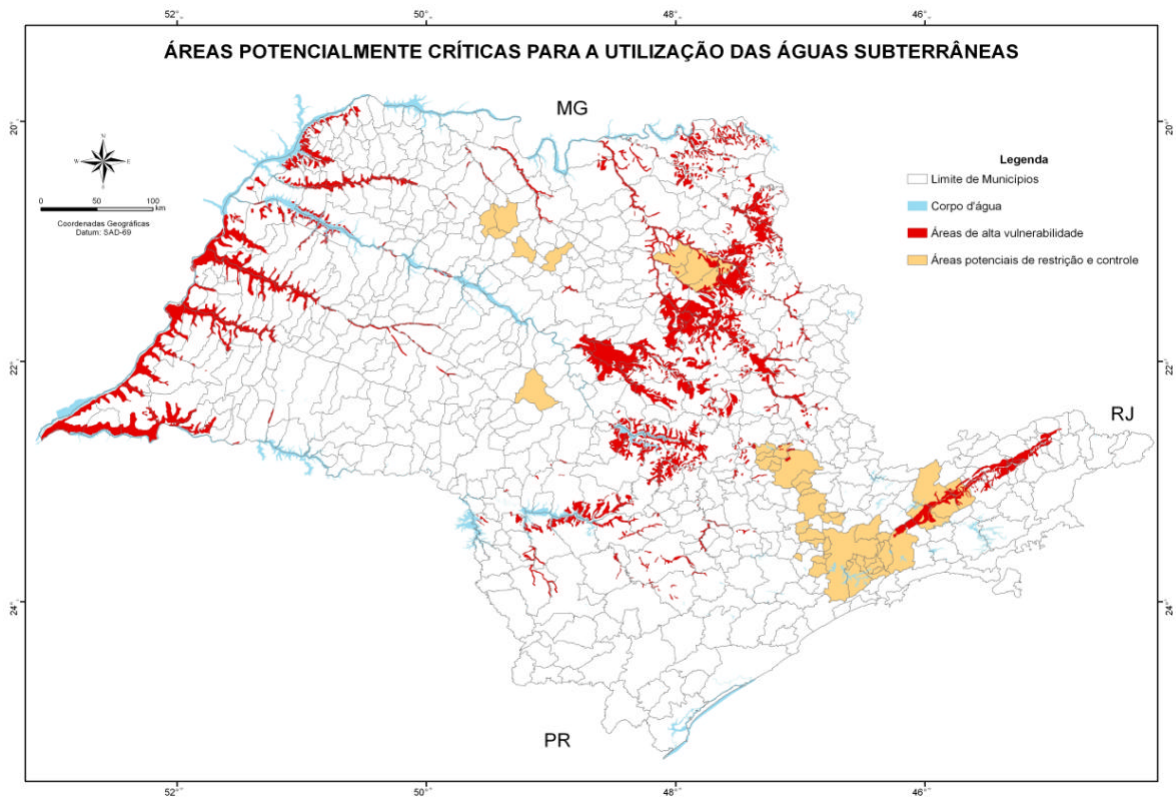 52°
50°
48°
46°
ÁREAS POTENCIALMENTE CRÍTICAS PARA A UTILIZAÇÃO DAS ÁGUAS SUBTERRÂNEAS
MG
20°
20°
N
W E
S
0 50 100
km
Coordenadas Geográficas
Datum: SAD-69
Legenda
Limite de Municípios
Corpo d'água
Áreas de alta vulnerabilidade
Áreas potenciais de restrição e controle
22°
22°
RJ
24°
24°
PR
52°
50°
48°
46°